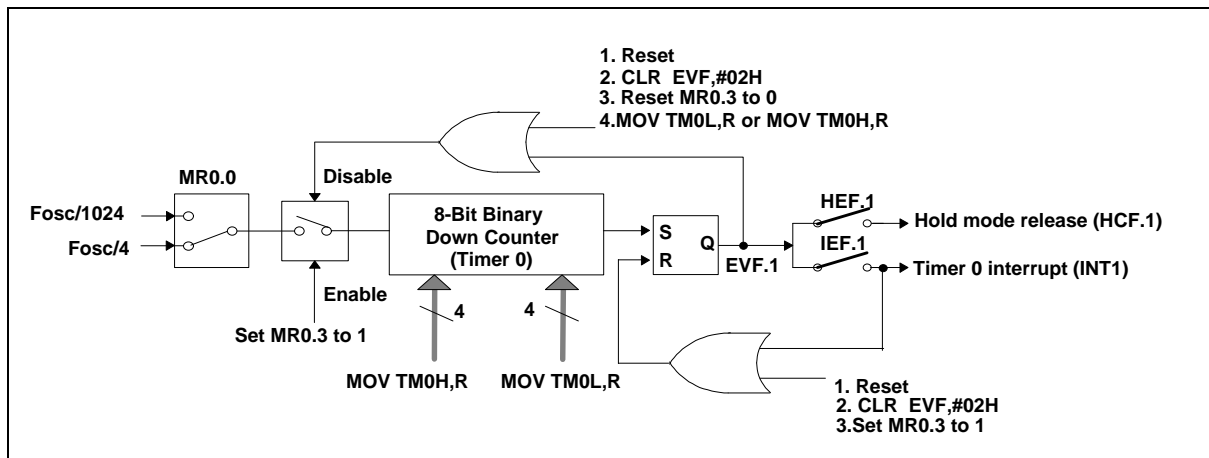 1. Reset
2. CLR EVF,#02H
3. Reset MR0.3 to 0
4.MOV TM0L,R or MOV TM0H,R
MR0.0
Disable
Fosc/1024
Fosc/4
8-Bit Binary
Down Counter
(Timer 0)
S
Q
R
EVF.1
HEF.1
Hold mode release (HCF.1)
IEF.1
Timer 0 interrupt (INT1)
Enable
Set MR0.3 to 1
4
4
MOV TM0H,R
MOV TM0L,R
1. Reset
2. CLR EVF,#02H
3.Set MR0.3 to 1